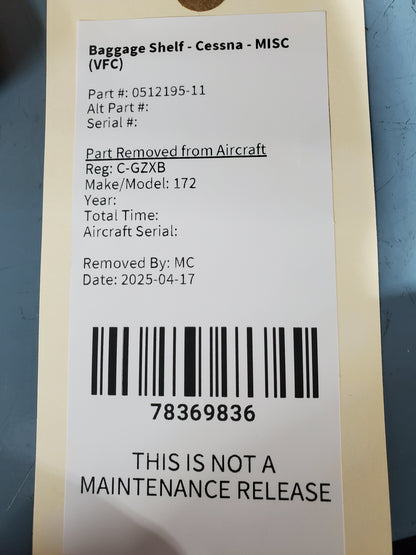 Baggage Shelf - Cessna - MISC
(VFC)
Part #: 0512195-11
Alt Part #:
Serial #:
Part Removed from Aircraft
Reg: C-GZXB
Make/Model: 172
Year:
Total Time:
Aircraft Serial:
Removed By: MC
Date: 2025-04-17
78369836
THIS IS NOT A
MAINTENANCE RELEASE